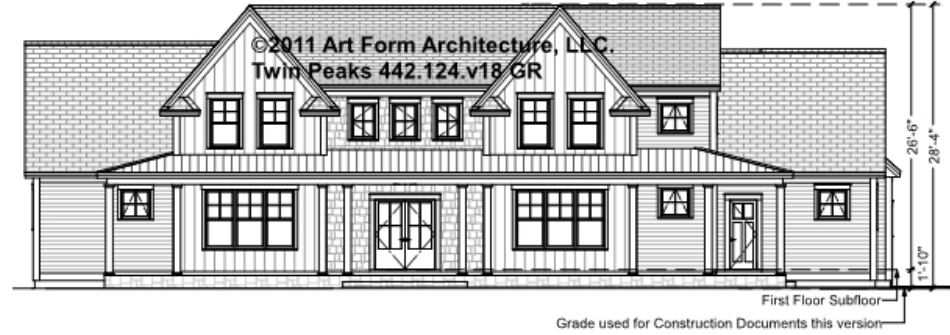 ©2011 Art Form Architecture, LLC.
Twin Peaks 442.124.v18 GR
26'-6"
28'-4"
1'-10"
First Floor Subfloor
Grade used for Construction Documents this version